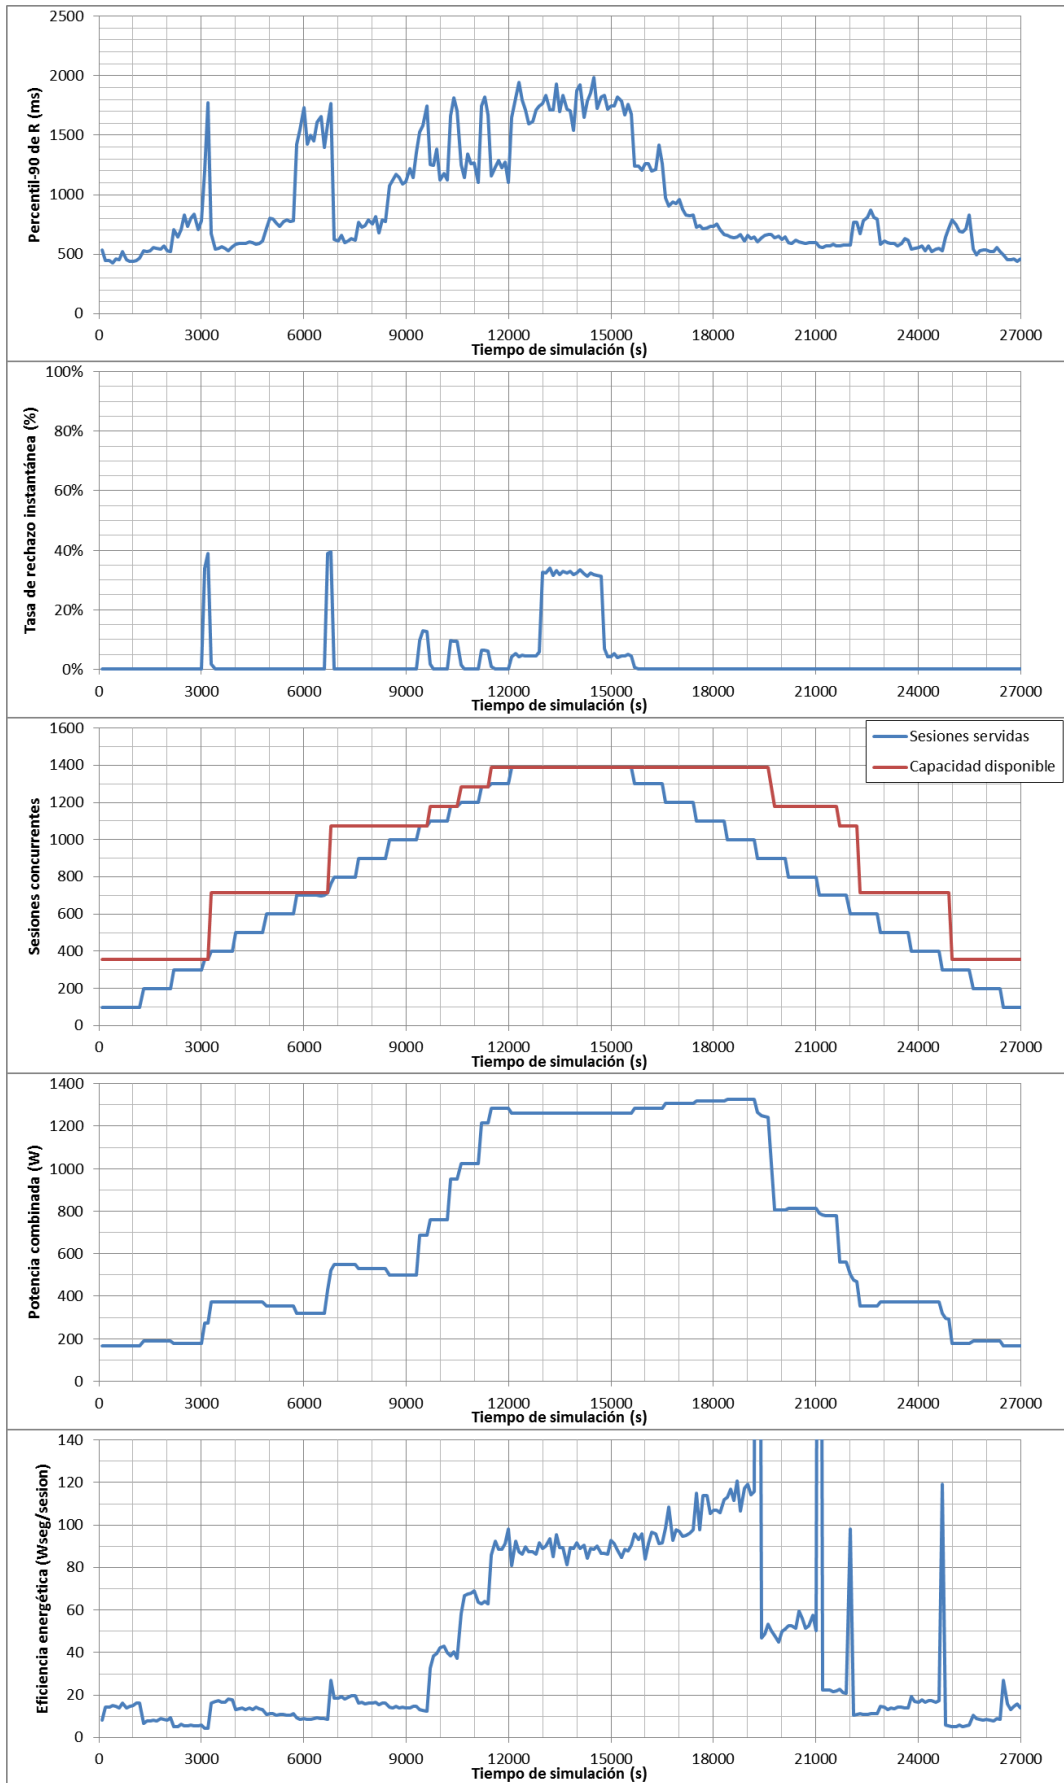 Percentil-90 de R (ms)
2500
2000
1500
1000
500
0
0 3000 6000 9000 12000 15000 18000 21000 24000 27000
Tiempo de simulación (s)
Tasa de rechazo instantánea (%)
100%
80%
60%
40%
20%
0%
0 3000 6000 9000 12000 15000 18000 21000 24000 27000
Tiempo de simulación (s)
Sesiones concurrentes
1600
1400
1200
1000
800
600
400
200
0
Sesiones servidas
Capacidad disponible
0 3000 6000 9000 12000 15000 18000 21000 24000 27000
Tiempo de simulación (s)
Potencia combinada (W)
1400
1200
1000
800
600
400
200
0
0 3000 6000 9000 12000 15000 18000 21000 24000 27000
Tiempo de simulación (s)
Eficiencia energética (Wseg/sesion)
140
120
100
80
60
40
20
0
0 3000 6000 9000 12000 15000 18000 21000 24000 27000
Tiempo de simulación (s)